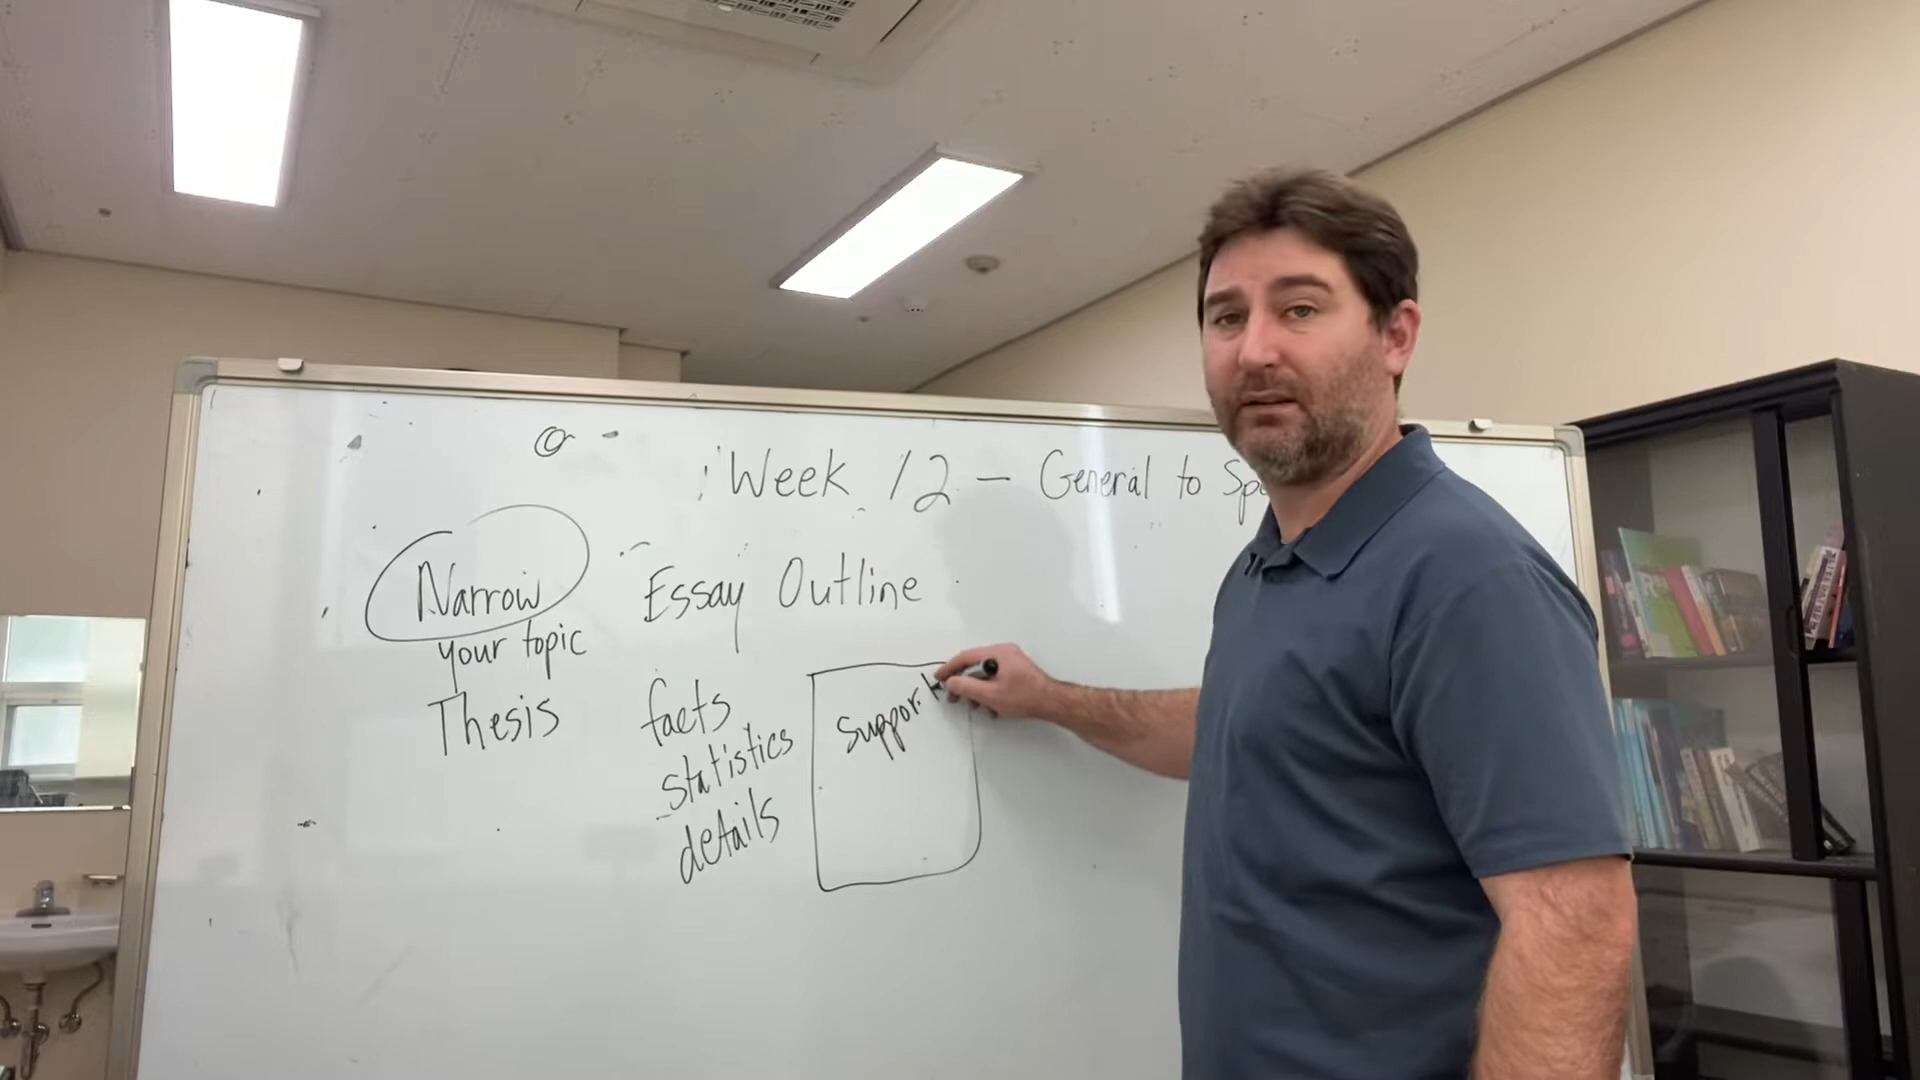 Week 12 - General to Sp
Narrow
your topic
Thesis
Essay Outline
facts
statistics
details
Support